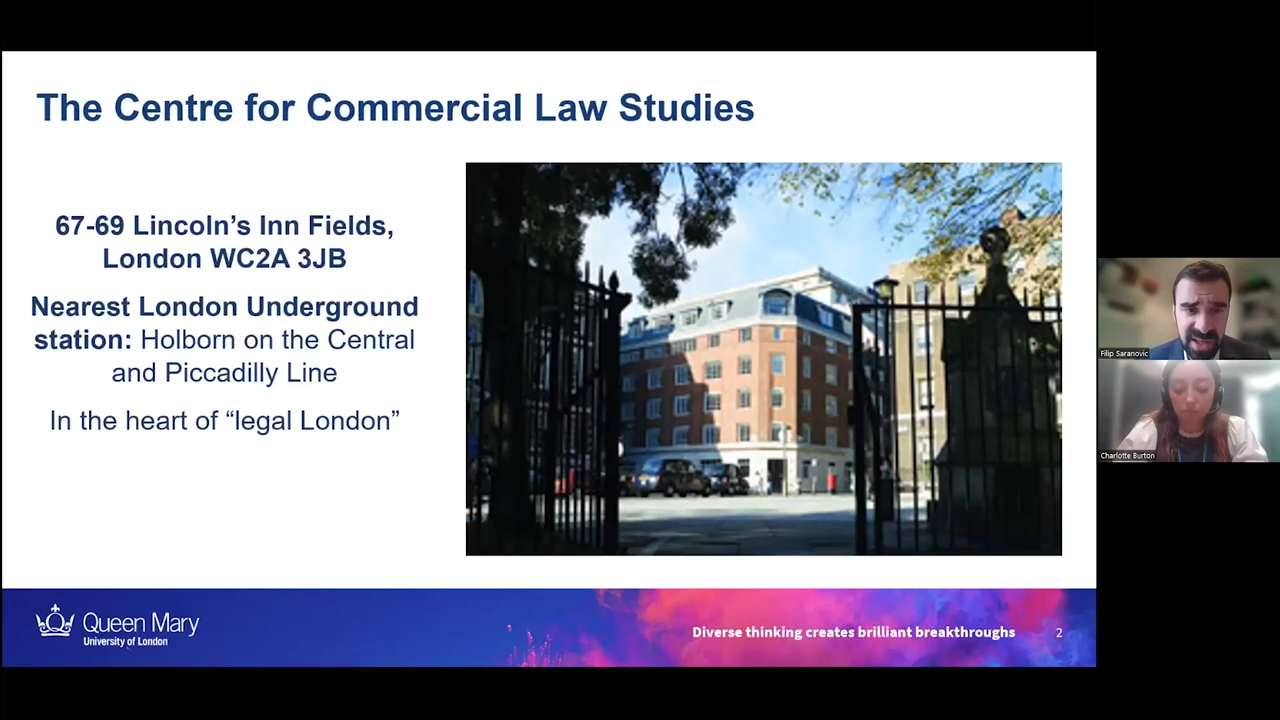 The Centre for Commercial Law Studies
67-69 Lincoln’s Inn Fields,
London WC2A 3JB
Nearest London Underground
station: Holborn on the Central
and Piccadilly Line
In the heart of “legal London”
Filip Saranovic
Charlotte Burton
Queen Mary
University of London
Diverse thinking creates brilliant breakthroughs
2